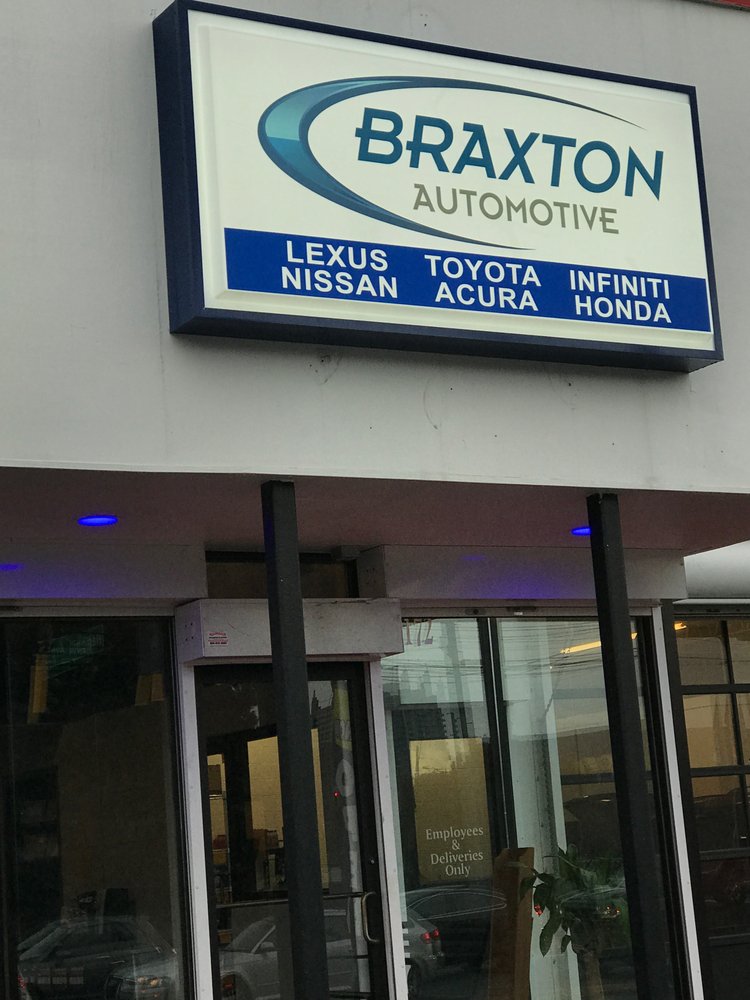 BRAXTON
AUTOMOTIVE
LEXUS TOYOTA INFINITI
NISSAN ACURA HONDA
Employees
&
Deliveries
Only